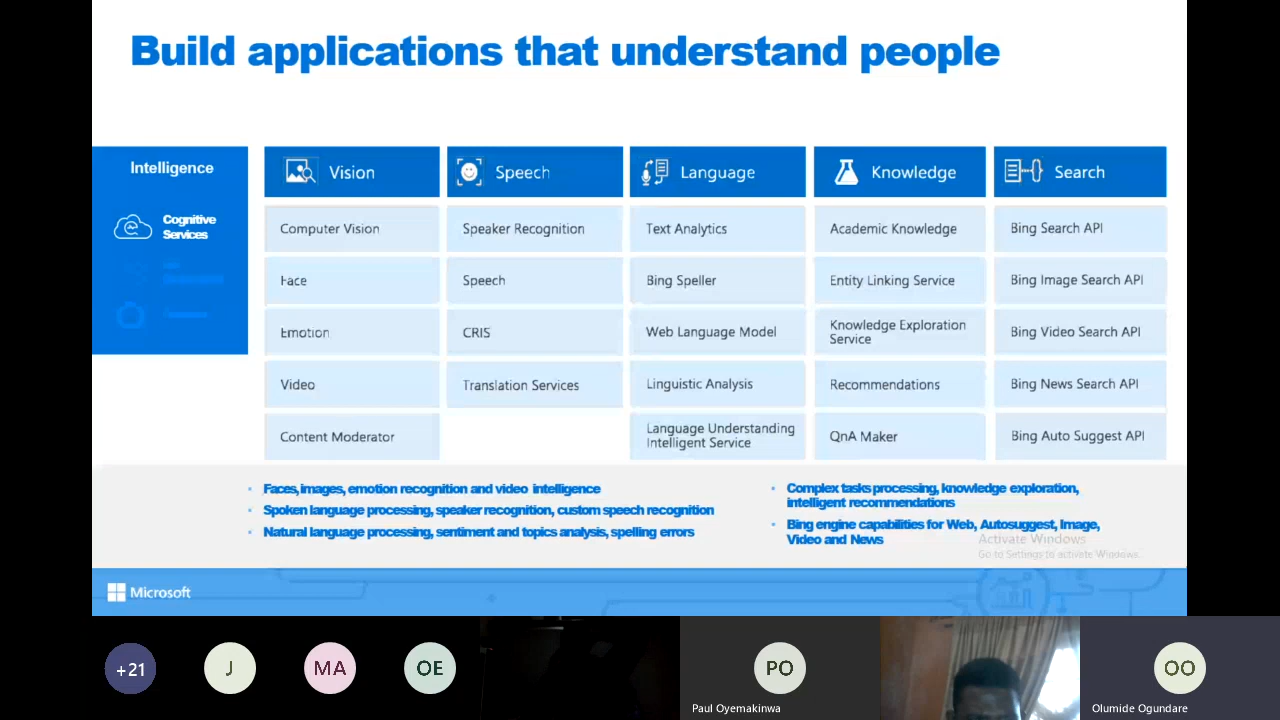 Build applications that understand people
Intelligence
Cognitive
Services
Vision
Computer Vision
Face
Emotion
Video
Content Moderator
Speech
Speaker Recognition
Speech
CRIS
Translation Services
Language
Text Analytics
Bing Speller
Web Language Model
Linguistic Analysis
Language Understanding
Intelligent Service
Knowledge
Academic Knowledge
Entity Linking Service
Knowledge Exploration
Service
Recommendations
QnA Maker
Search
Bing Search API
Bing Image Search API
Bing Video Search API
Bing News Search API
Bing Auto Suggest API
• Faces, images, emotion recognition and video intelligence
• Spoken language processing, speaker recognition, custom speech recognition
• Natural language processing, sentiment and topics analysis, spelling errors
• Complex tasks processing, knowledge exploration,
intelligent recommendations
• Bing engine capabilities for Web, Autosuggest, Image,
Video and News
Activate Windows
Go to Settings to activate Windows.
Microsoft
+21
J
MA
OE
PO
Paul Oyemakinwa
OO
Olumide Ogundare